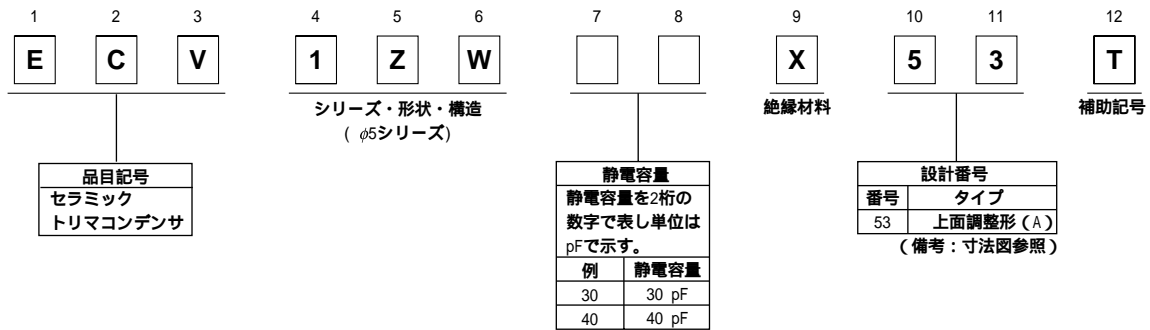 1 2 3 4 5 6 7 8 9 10 11 12
E C V 1 Z W X 5 3 T
シリーズ・形状・構造
( φ5シリーズ)
絶縁材料
補助記号
品目記号
セラミック
トリマコンデンサ
静電容量
静電容量を2桁の
数字で表し単位は
pFで示す。
例 静電容量
30 30 pF
40 40 pF
設計番号
番号 タイプ
53 上面調整形(A)
(備考:寸法図参照)